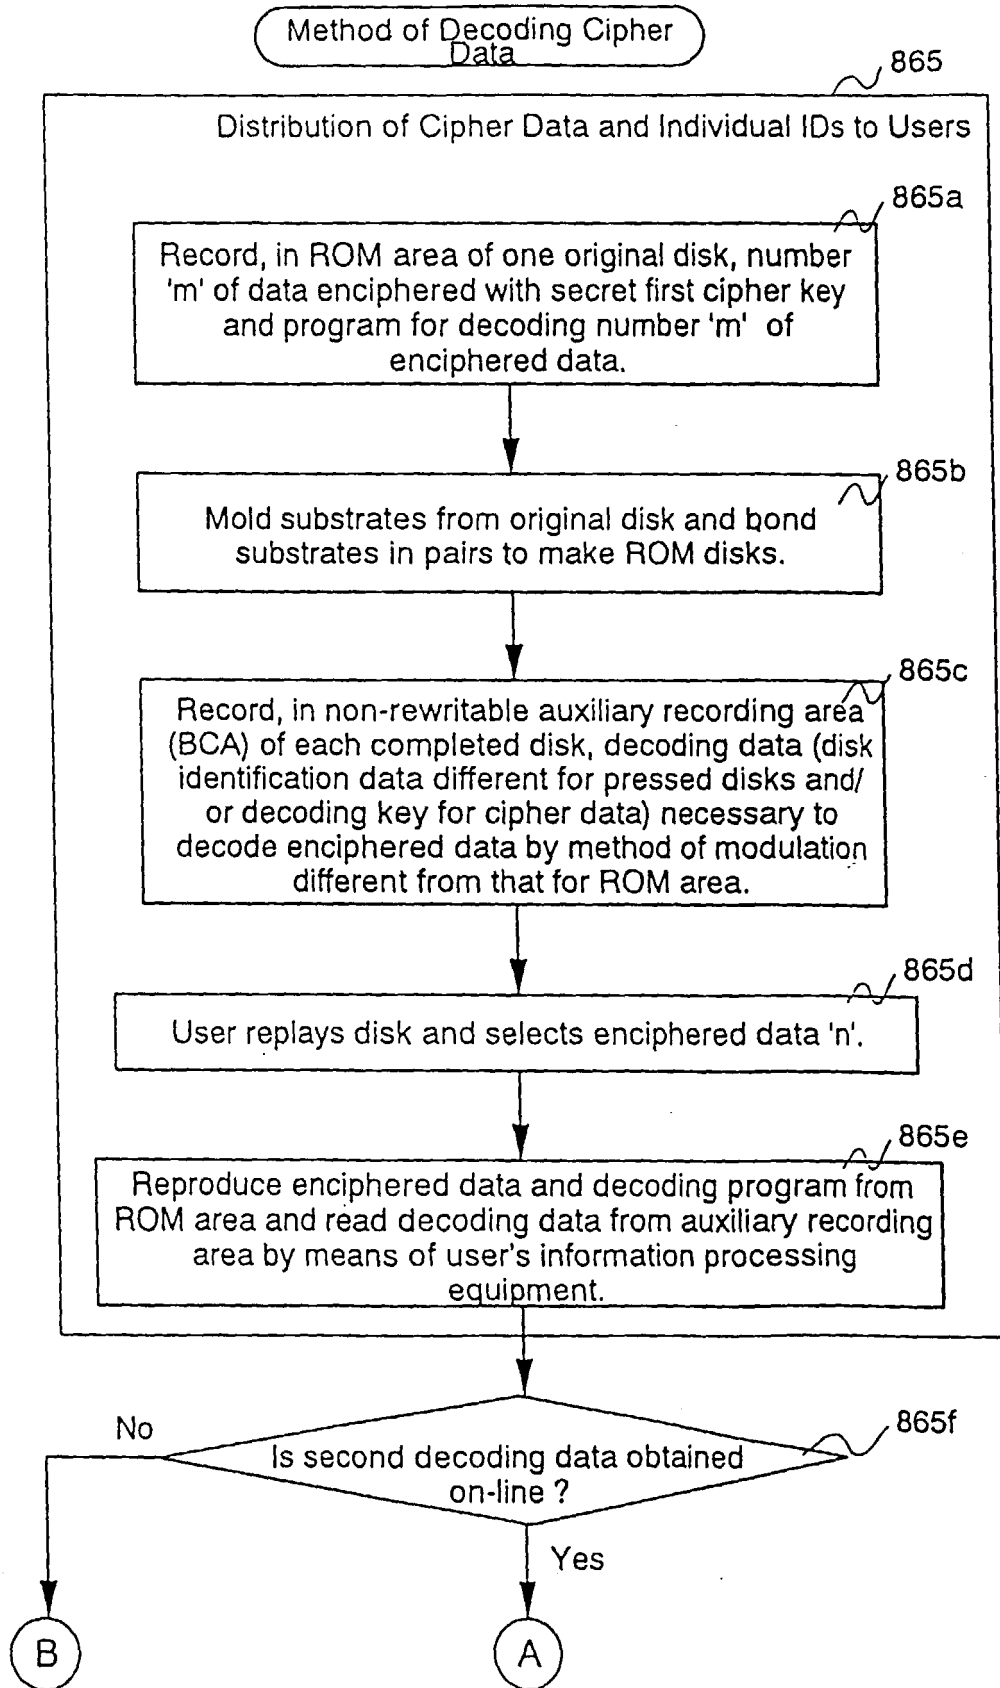 Method of Decoding Cipher
Data
865
Distribution of Cipher Data and Individual IDs to Users
865a
Record, in ROM area of one original disk, number
'm' of data enciphered with secret first cipher key
and program for decoding number 'm' of
enciphered data.
865b
Mold substrates from original disk and bond
substrates in pairs to make ROM disks.
865c
Record, in non-rewritable auxiliary recording area
(BCA) of each completed disk, decoding data (disk
identification data different for pressed disks and/
or decoding key for cipher data) necessary to
decode enciphered data by method of modulation
different from that for ROM area.
865d
User replays disk and selects enciphered data 'n'.
865e
Reproduce enciphered data and decoding program from
ROM area and read decoding data from auxiliary recording
area by means of user's information processing
equipment.
865f
No
Is second decoding data obtained
on-line ?
Yes
B
A